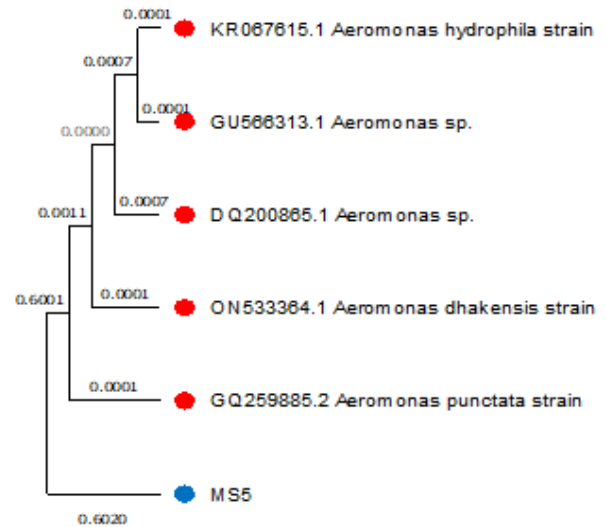 0.0001
KR067615.1 Aeromonas hydrophila strain
0.0007
0.0001
GU566313.1 Aeromonas sp.
0.0000
0.0007
DQ200865.1 Aeromonas sp.
0.0011
0.0001
ON533364.1 Aeromonas dhakensis strain
0.6001
0.0001
GQ259885.2 Aeromonas punctata strain
MS5
0.6020